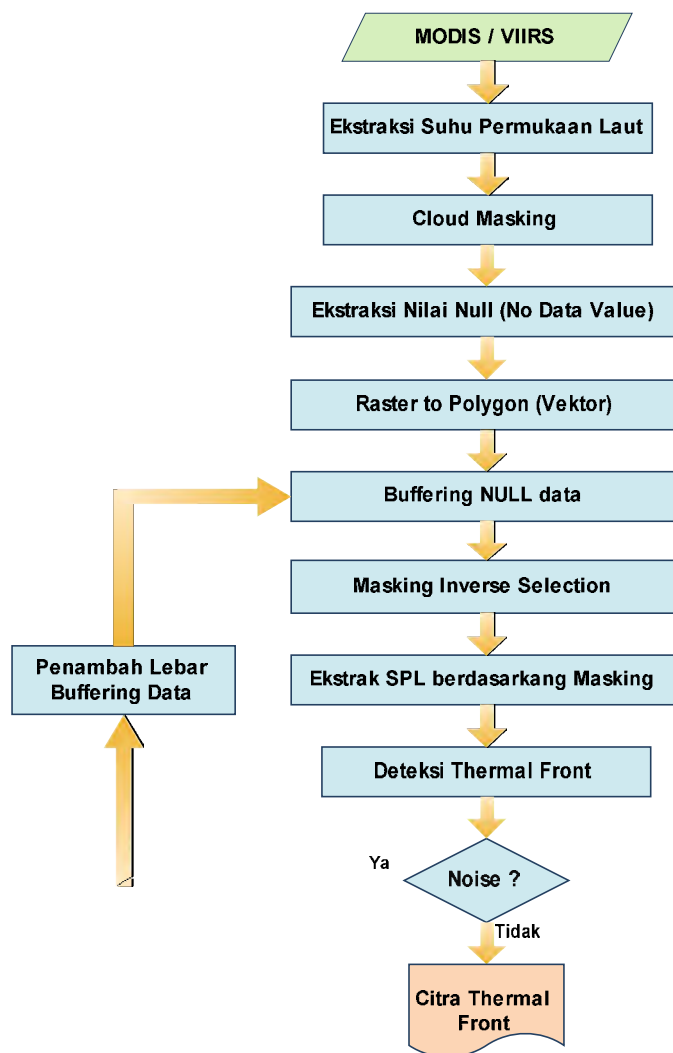 MODIS / VIIRS
Ekstraksi Suhu Permukaan Laut
Cloud Masking
Ekstraksi Nilai Null (No Data Value)
Raster to Polygon (Vektor)
Buffering NULL data
Masking Inverse Selection
Penambah Lebar
Buffering Data
Ekstrak SPL berdasarkang Masking
Deteksi Thermal Front
Ya
Noise ?
Tidak
Citra Thermal
Front